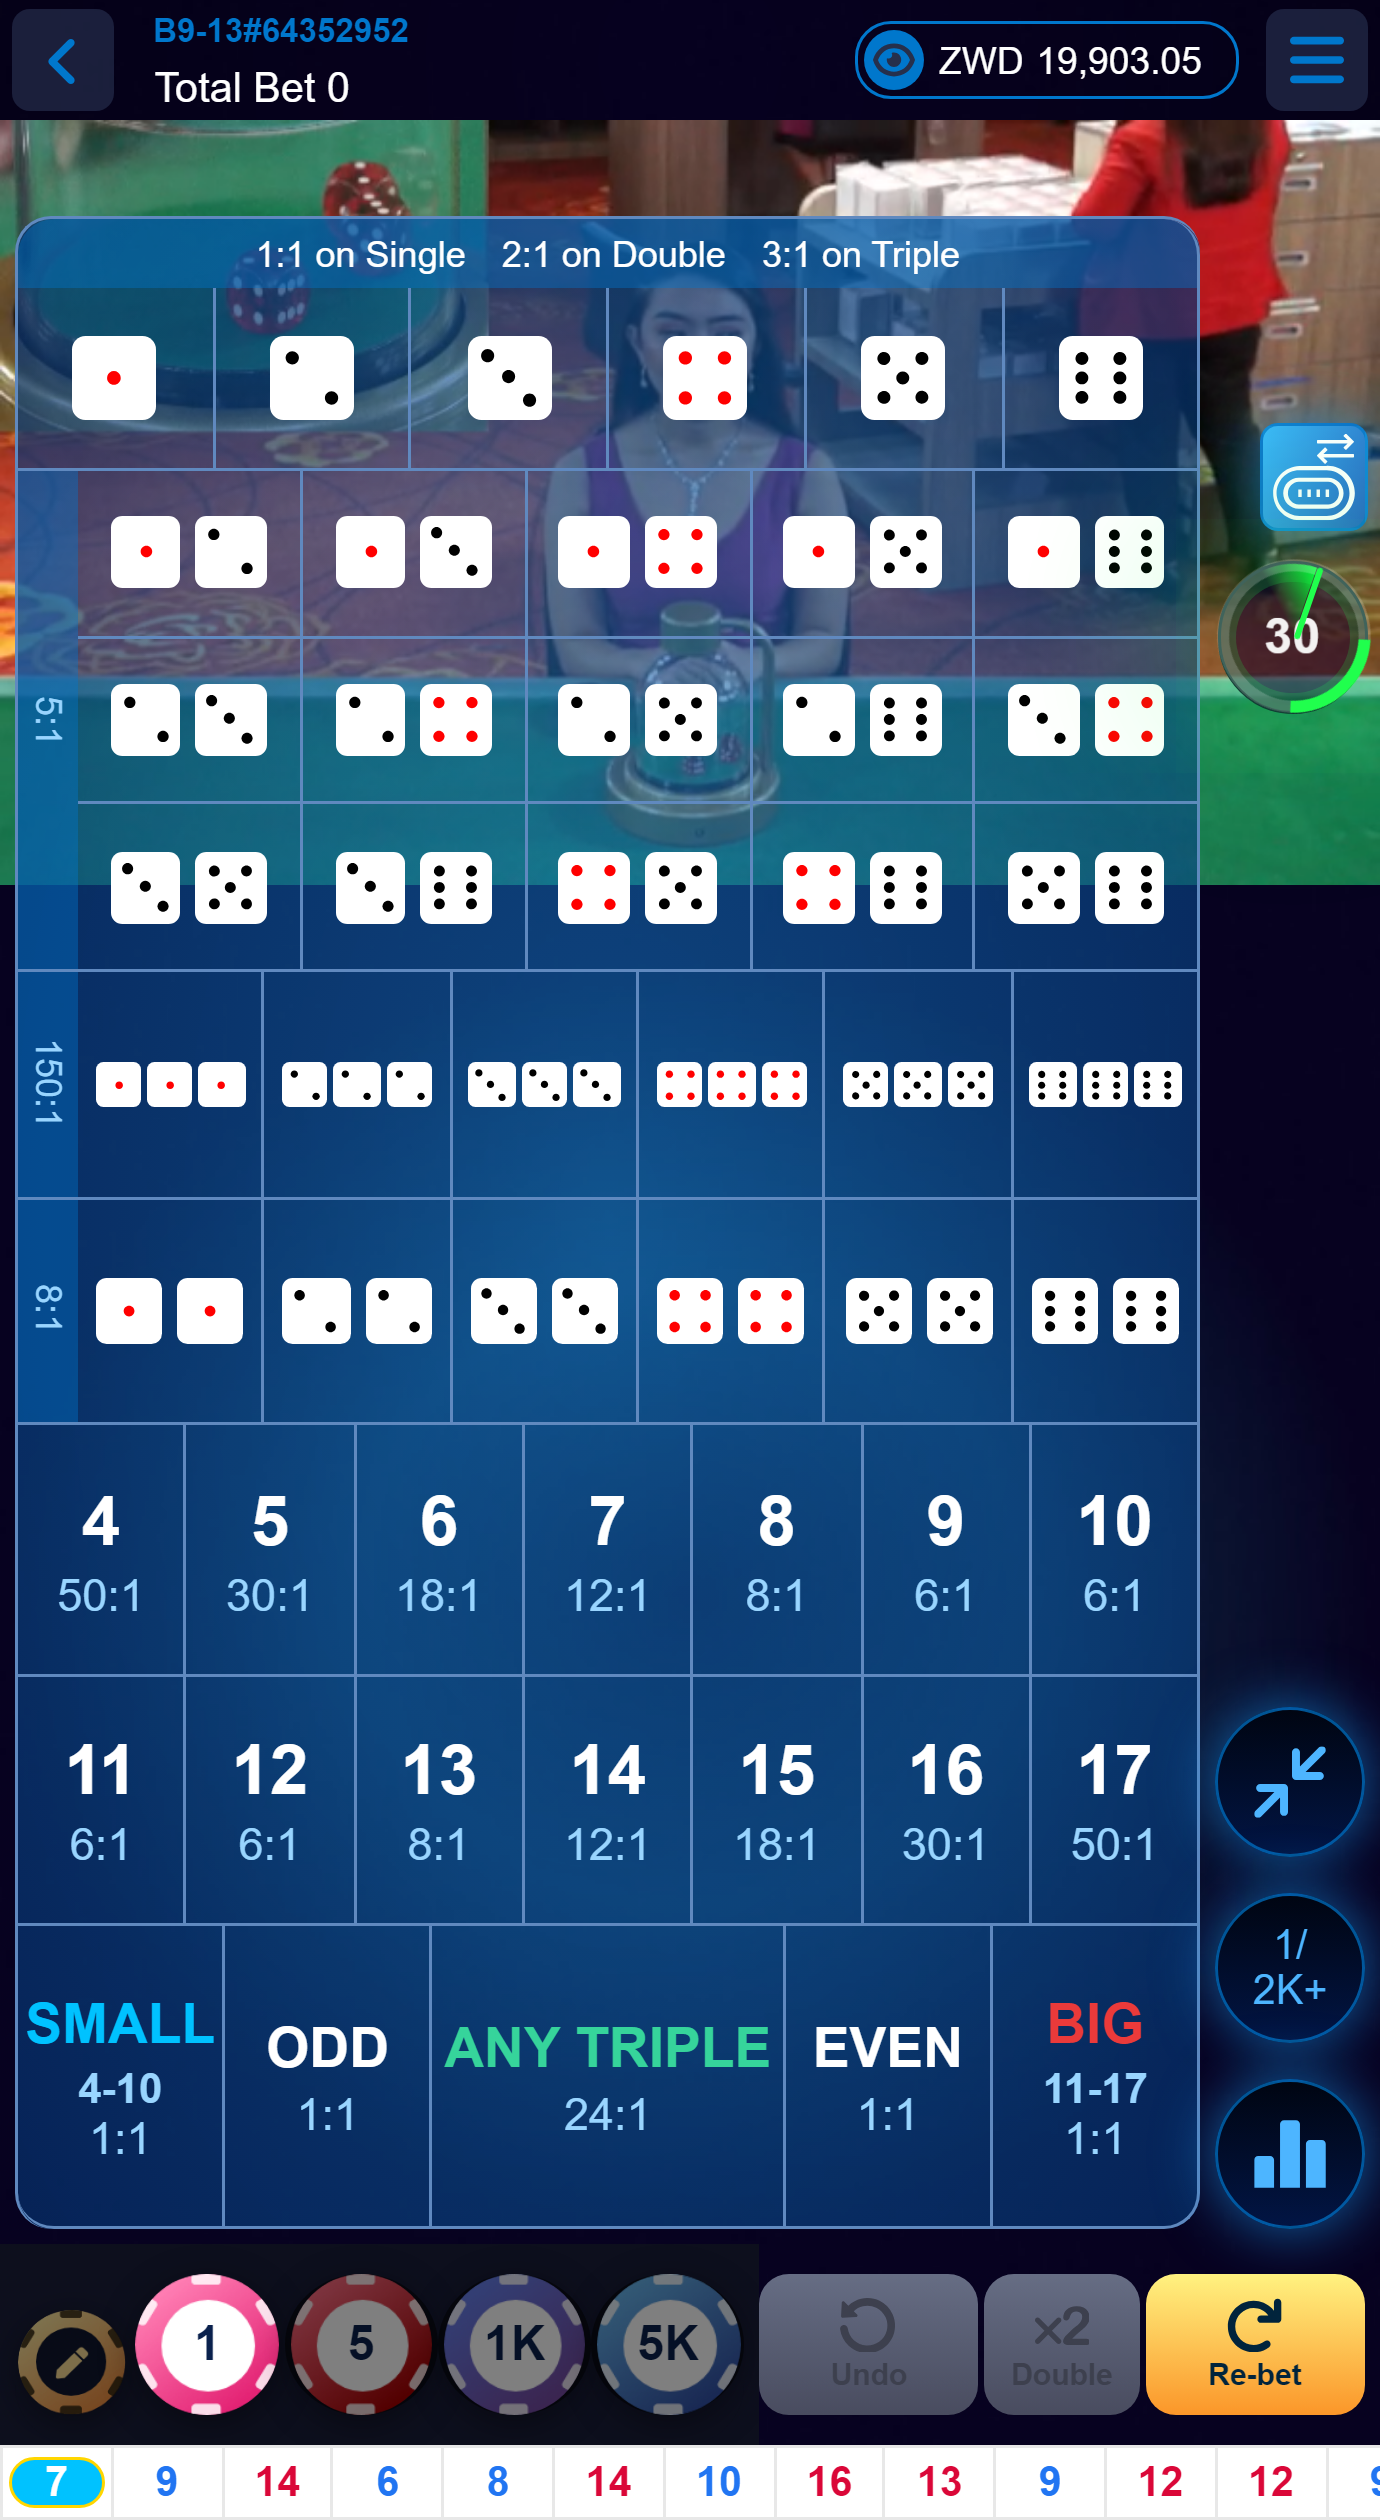 B9-13#64352952
Total Bet 0
ZWD 19,903.05
1:1 on Single 2:1 on Double 3:1 on Triple
30
5:1
150:1
8:1
4 5 6 7 8 9 10
50:1 30:1 18:1 12:1 8:1 6:1 6:1
11 12 13 14 15 16 17
6:1 6:1 8:1 12:1 18:1 30:1 50:1
SMALL
4-10
1:1
ODD
1:1
ANY TRIPLE
24:1
EVEN
1:1
BIG
11-17
1:1
1/
2K+
1 5 1K 5K
Undo
x2
Double
Re-bet
7 9 14 6 8 14 10 16 13 9 12 12